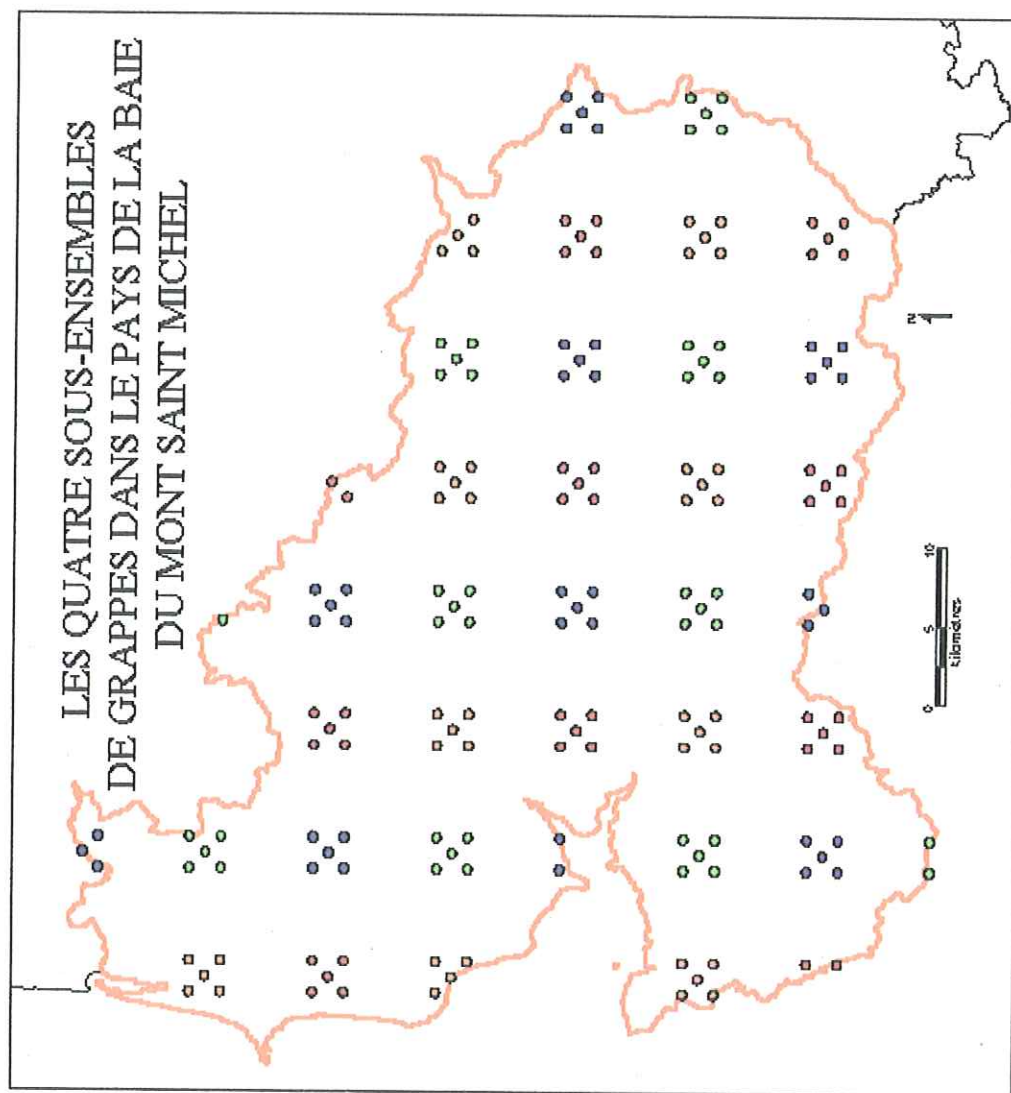 LES QUATRE SOUS-ENSEMBLES
DE GRAPPES DANS LE PAYS DE LA BAIE
DU MONT SAINT MICHEL
N
0 5 10
Kilomètres